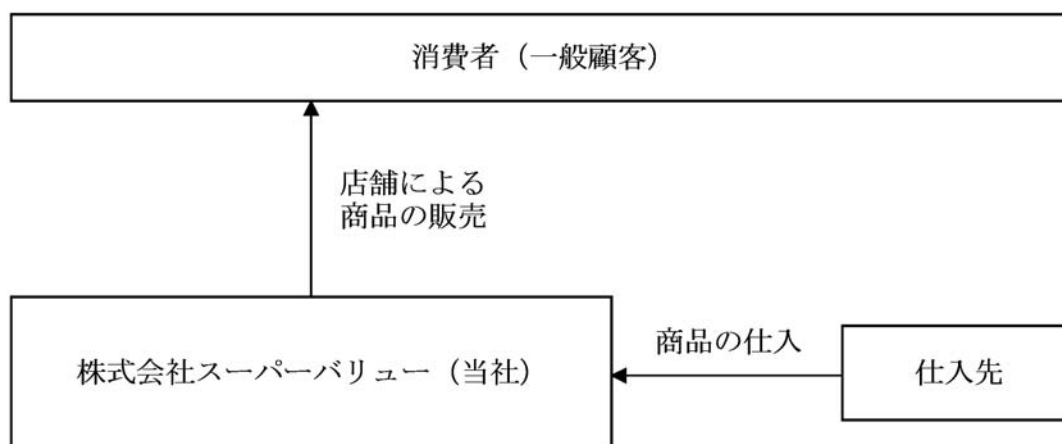 消費者（一般顧客）
店舗による
商品の販売
株式会社スーパーバリュー（当社）
商品の仕入
仕入先